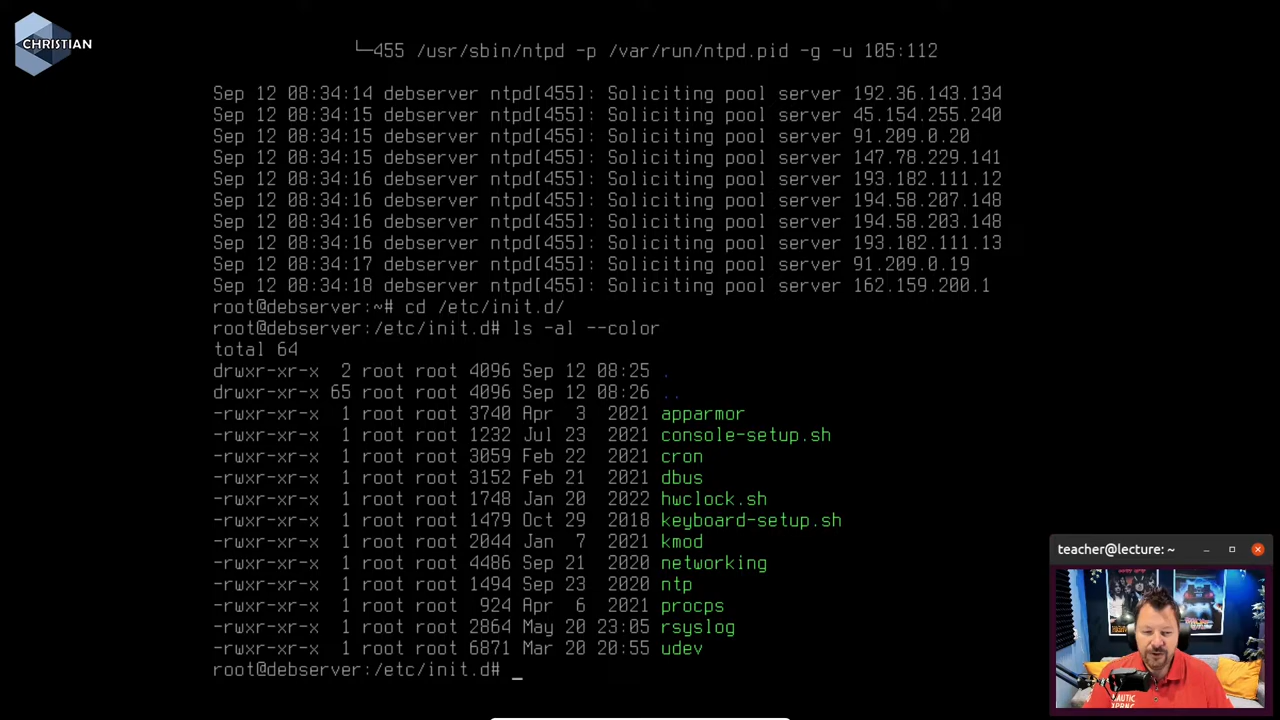 CHRISTIAN
└─455 /usr/sbin/ntpd -p /var/run/ntpd.pid -g -u 105:112
Sep 12 08:34:14 debserver ntpd[455]: Soliciting pool server 192.36.143.134
Sep 12 08:34:15 debserver ntpd[455]: Soliciting pool server 45.154.255.240
Sep 12 08:34:15 debserver ntpd[455]: Soliciting pool server 91.209.0.20
Sep 12 08:34:15 debserver ntpd[455]: Soliciting pool server 147.78.229.141
Sep 12 08:34:16 debserver ntpd[455]: Soliciting pool server 193.182.111.12
Sep 12 08:34:16 debserver ntpd[455]: Soliciting pool server 194.58.207.148
Sep 12 08:34:16 debserver ntpd[455]: Soliciting pool server 194.58.203.148
Sep 12 08:34:16 debserver ntpd[455]: Soliciting pool server 193.182.111.13
Sep 12 08:34:17 debserver ntpd[455]: Soliciting pool server 91.209.0.19
Sep 12 08:34:18 debserver ntpd[455]: Soliciting pool server 162.159.200.1
root@debserver:~# cd /etc/init.d/
root@debserver:/etc/init.d# ls -al --color
total 64
drwxr-xr-x  2 root root 4096 Sep 12 08:25 .
drwxr-xr-x 65 root root 4096 Sep 12 08:26 ..
-rwxr-xr-x  1 root root 3740 Apr  3  2021 apparmor
-rwxr-xr-x  1 root root 1232 Jul 23  2021 console-setup.sh
-rwxr-xr-x  1 root root 3059 Feb 22  2021 cron
-rwxr-xr-x  1 root root 3152 Feb 21  2021 dbus
-rwxr-xr-x  1 root root 1748 Jan 20  2022 hwclock.sh
-rwxr-xr-x  1 root root 1479 Oct 29  2018 keyboard-setup.sh
-rwxr-xr-x  1 root root 2044 Jan  7  2021 kmod
-rwxr-xr-x  1 root root 4486 Sep 21  2020 networking
-rwxr-xr-x  1 root root 1494 Sep 23  2020 ntp
-rwxr-xr-x  1 root root  924 Apr  6  2021 procps
-rwxr-xr-x  1 root root 2864 May 20 23:05 rsyslog
-rwxr-xr-x  1 root root 6871 Mar 20 20:55 udev
root@debserver:/etc/init.d# _
teacher@lecture: ~